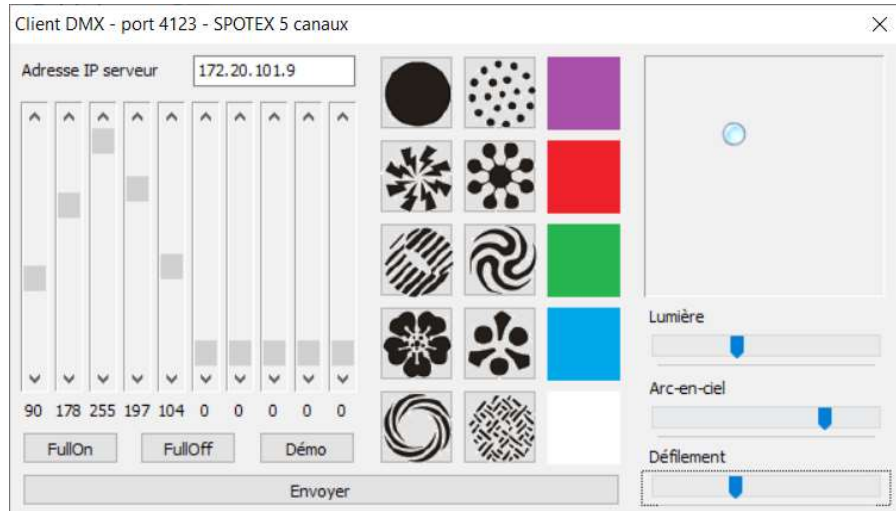 Client DMX - port 4123 - SPOTEX 5 canaux
Adresse IP serveur 172.20.101.9
90 178 255 197 104 0 0 0 0 0
FullOn FullOff Démo
Envoyer
Lumière
Arc-en-ciel
Défilement